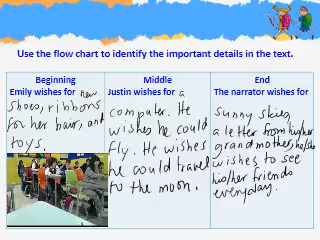 Use the flow chart to identify the important details in the text.
Beginning
Emily wishes for new
shoes, ribbons
for her hair, and
toys.
Middle
Justin wishes for a
computer. He
wishes he could
fly. He wishes
he could travel
to the moon.
End
The narrator wishes for
sunny skies,
a letter from his/her
grandmother, he/she
wishes to see
his/her friends
everyday.